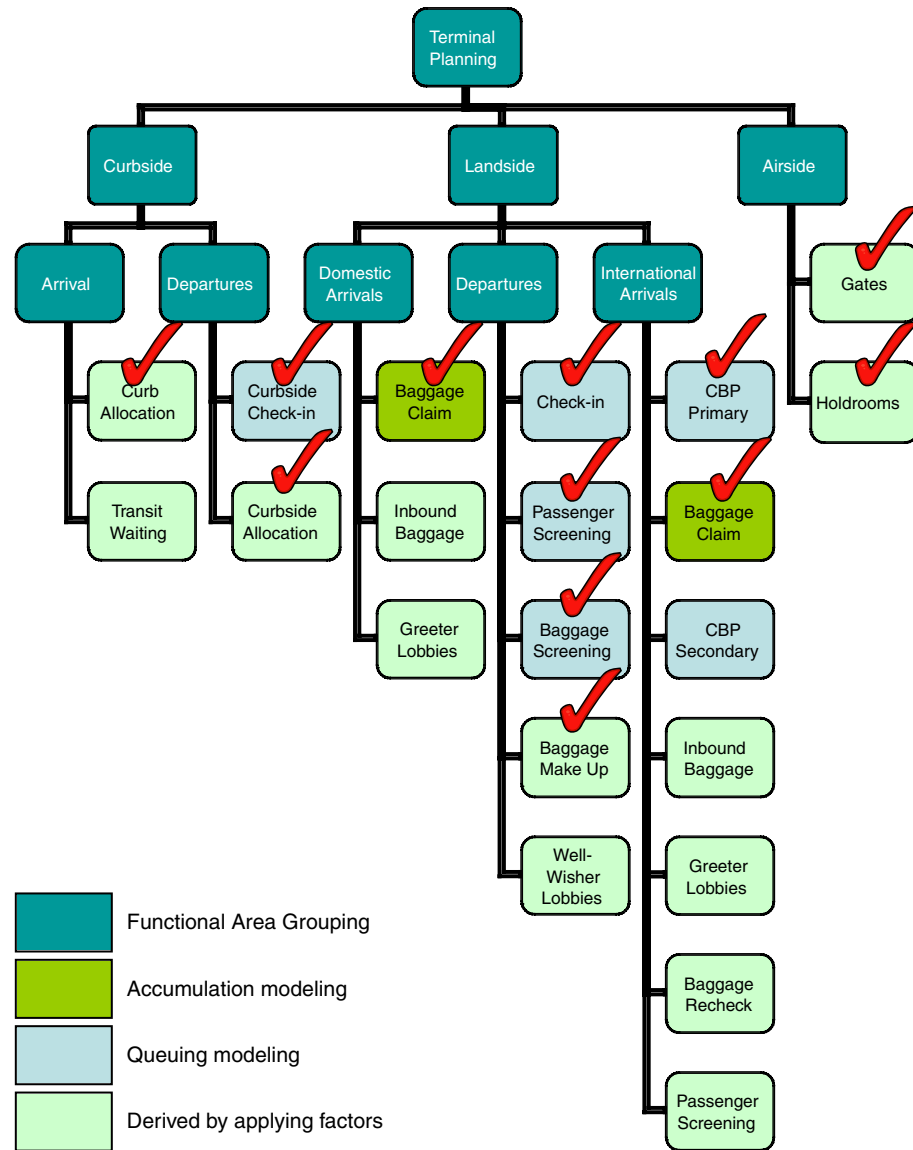 Terminal
Planning
Curbside
Landside
Airside
Arrival
Departures
Domestic
Arrivals
Departures
International
Arrivals
Gates
Curb
Allocation
Curbside
Check-in
Baggage
Claim
Check-in
CBP
Primary
Holdrooms
Transit
Waiting
Curbside
Allocation
Inbound
Baggage
Passenger
Screening
Baggage
Claim
Greeter
Lobbies
Baggage
Screening
CBP
Secondary
Baggage
Make Up
Inbound
Baggage
Well-
Wisher
Lobbies
Greeter
Lobbies
Baggage
Recheck
Passenger
Screening
Functional Area Grouping
Accumulation modeling
Queuing modeling
Derived by applying factors